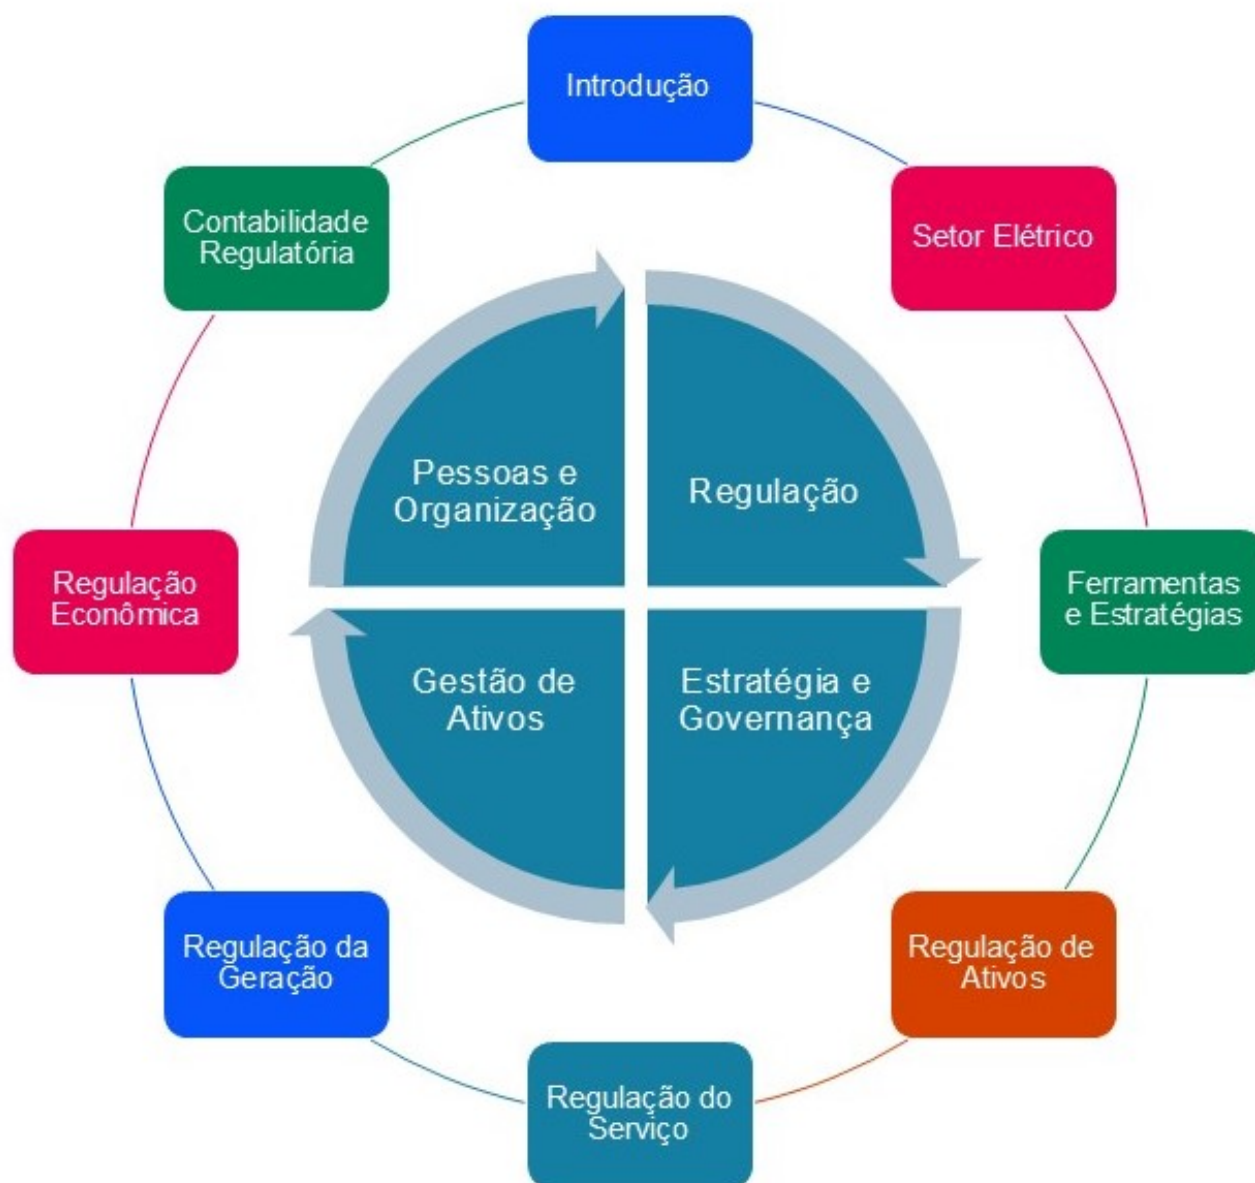 Introdução
Setor Elétrico
Ferramentas
e Estratégias
Regulação de
Ativos
Regulação do
Serviço
Regulação da
Geração
Regulação
Econômica
Contabilidade
Regulatória
Pessoas e
Organização
Regulação
Estratégia e
Governança
Gestão de
Ativos